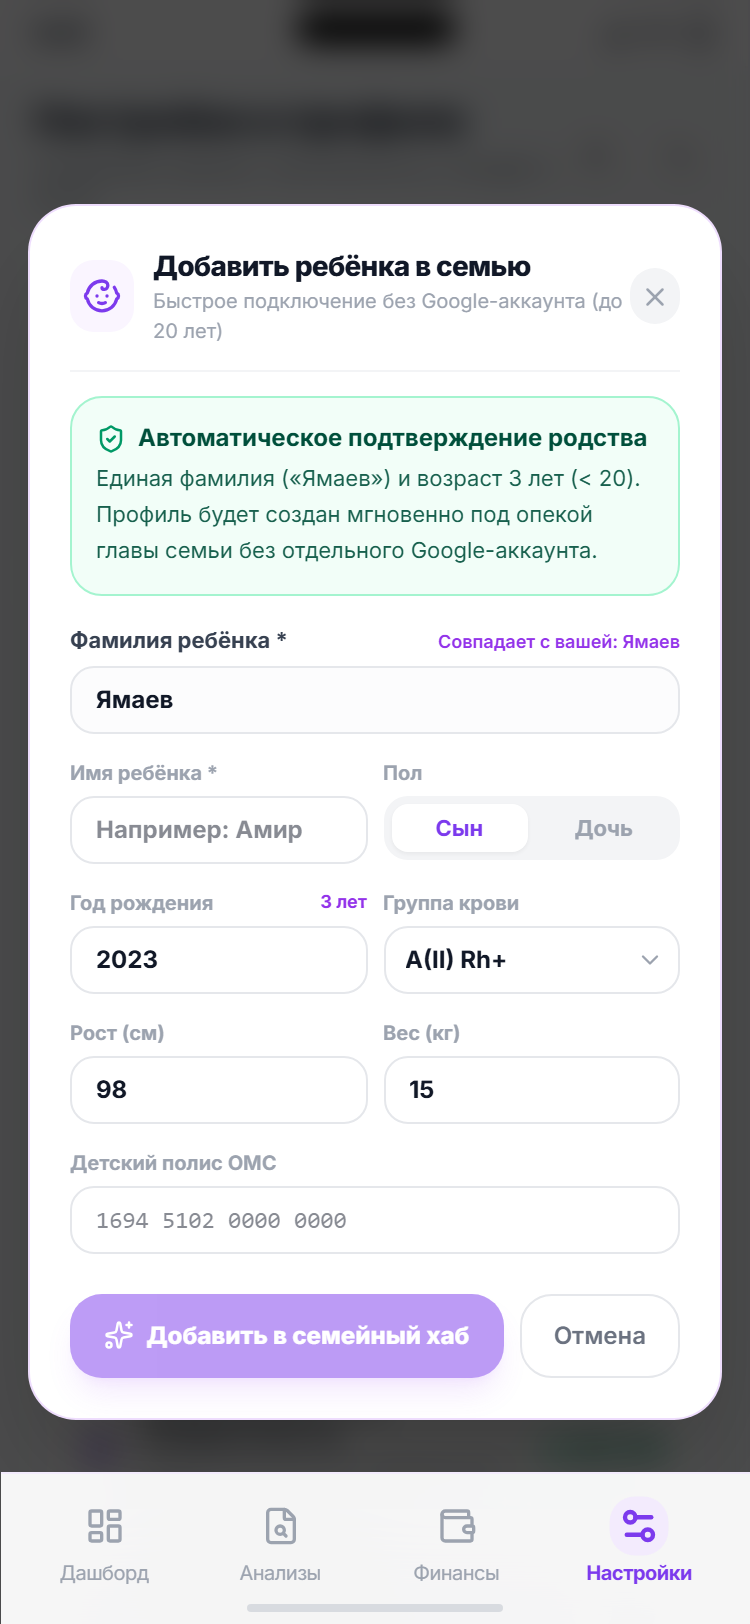 Добавить ребёнка в семью
Быстрое подключение без Google-аккаунта (до
20 лет)
Автоматическое подтверждение родства
Единая фамилия («Ямаев») и возраст 3 лет (< 20).
Профиль будет создан мгновенно под опекой
главы семьи без отдельного Google-аккаунта.
Фамилия ребёнка *
Совпадает с вашей: Ямаев
Ямаев
Имя ребёнка *
Пол
Например: Амир
Сын
Дочь
Год рождения
3 лет
Группа крови
2023
A(II) Rh+
Рост (см)
Вес (кг)
98
15
Детский полис ОМС
1694 5102 0000 0000
Добавить в семейный хаб
Отмена
Дашборд
Анализы
Финансы
Настройки